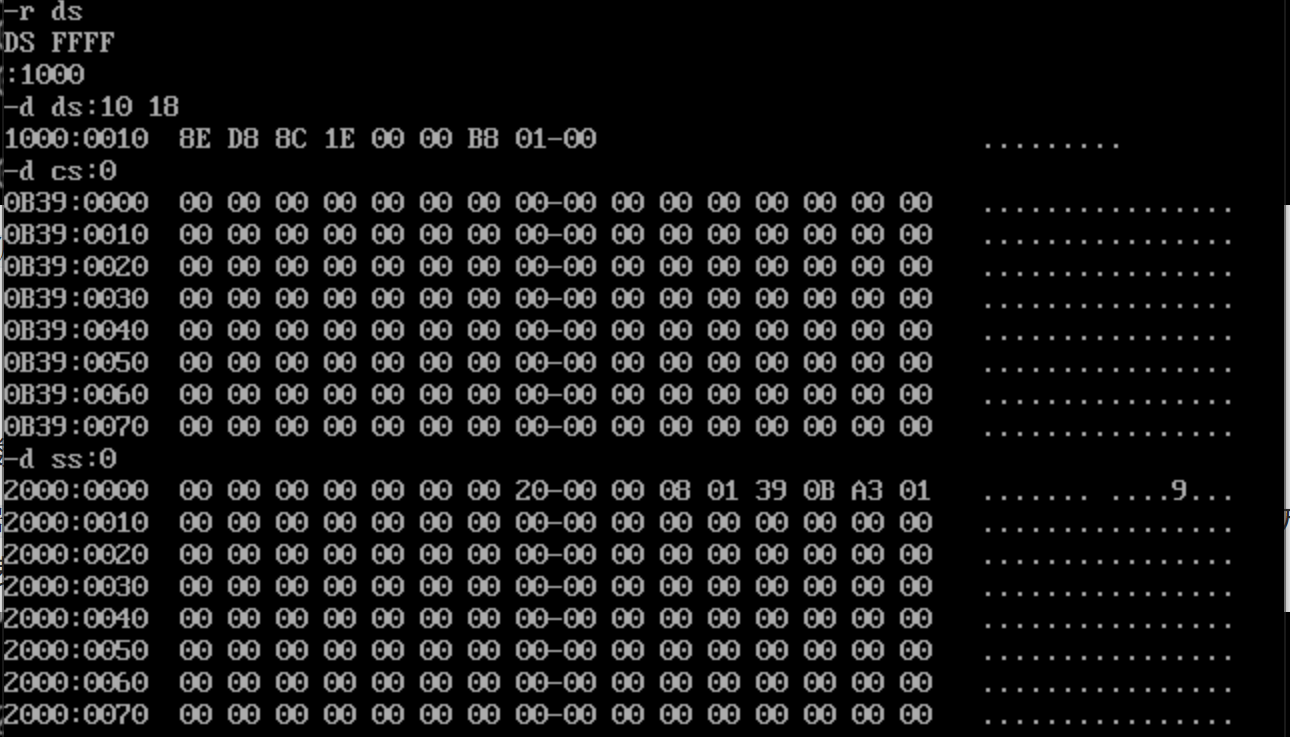 -r ds
DS FFFF
:1000
-d ds:10 18
1000:0010  8E D8 8C 1E 00 00 B8 01-00                        .........
-d cs:0
0B39:0000  00 00 00 00 00 00 00 00-00 00 00 00 00 00 00 00   ................
0B39:0010  00 00 00 00 00 00 00 00-00 00 00 00 00 00 00 00   ................
0B39:0020  00 00 00 00 00 00 00 00-00 00 00 00 00 00 00 00   ................
0B39:0030  00 00 00 00 00 00 00 00-00 00 00 00 00 00 00 00   ................
0B39:0040  00 00 00 00 00 00 00 00-00 00 00 00 00 00 00 00   ................
0B39:0050  00 00 00 00 00 00 00 00-00 00 00 00 00 00 00 00   ................
0B39:0060  00 00 00 00 00 00 00 00-00 00 00 00 00 00 00 00   ................
0B39:0070  00 00 00 00 00 00 00 00-00 00 00 00 00 00 00 00   ................
-d ss:0
2000:0000  00 00 00 00 00 00 00 20-00 00 08 01 39 0B A3 01   ....... ....9...
2000:0010  00 00 00 00 00 00 00 00-00 00 00 00 00 00 00 00   ................
2000:0020  00 00 00 00 00 00 00 00-00 00 00 00 00 00 00 00   ................
2000:0030  00 00 00 00 00 00 00 00-00 00 00 00 00 00 00 00   ................
2000:0040  00 00 00 00 00 00 00 00-00 00 00 00 00 00 00 00   ................
2000:0050  00 00 00 00 00 00 00 00-00 00 00 00 00 00 00 00   ................
2000:0060  00 00 00 00 00 00 00 00-00 00 00 00 00 00 00 00   ................
2000:0070  00 00 00 00 00 00 00 00-00 00 00 00 00 00 00 00   ................